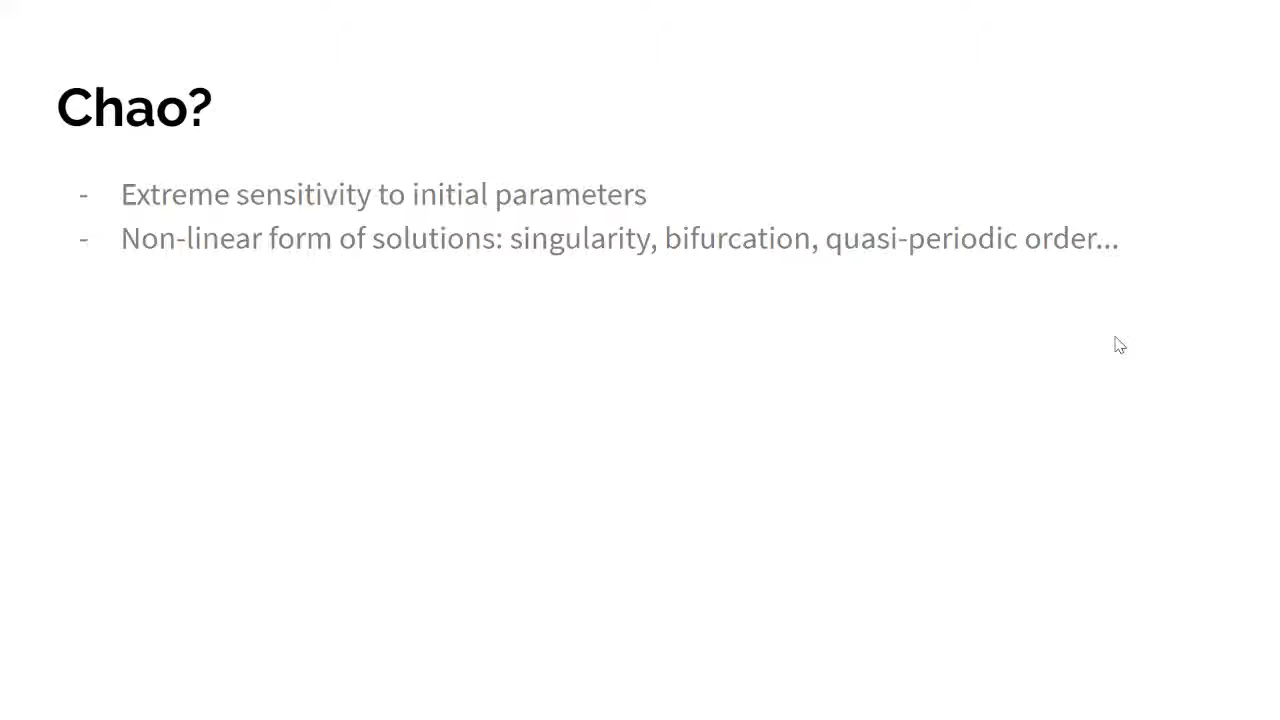 Chao?
- Extreme sensitivity to initial parameters
- Non-linear form of solutions: singularity, bifurcation, quasi-periodic order...